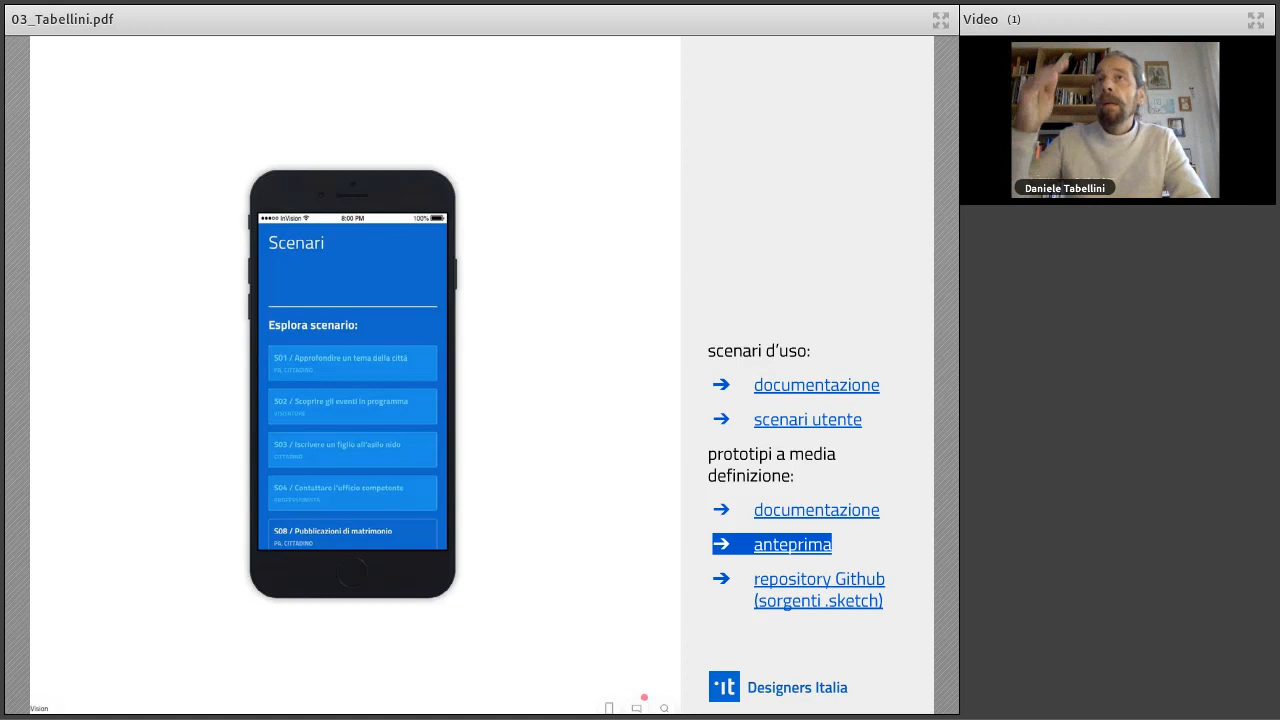 03_Tabellini.pdf
Video (1)
Daniele Tabellini
InVision
8:00 PM
100%
Scenari
Esplora scenario:
S01 / Approfondire un tema della città
PA, CITTADINO
S02 / Scoprire gli eventi in programma
VISITATORE
S03 / Iscrivere un figlio all'asilo nido
CITTADINO
S04 / Contattare l'ufficio competente
S08 / Pubblicazioni di matrimonio
PA, CITTADINO
scenari d'uso:
➔ documentazione
➔ scenari utente
prototipi a media
definizione:
➔ documentazione
➔ anteprima
➔ repository Github
(sorgenti .sketch)
it
Designers Italia
Vision